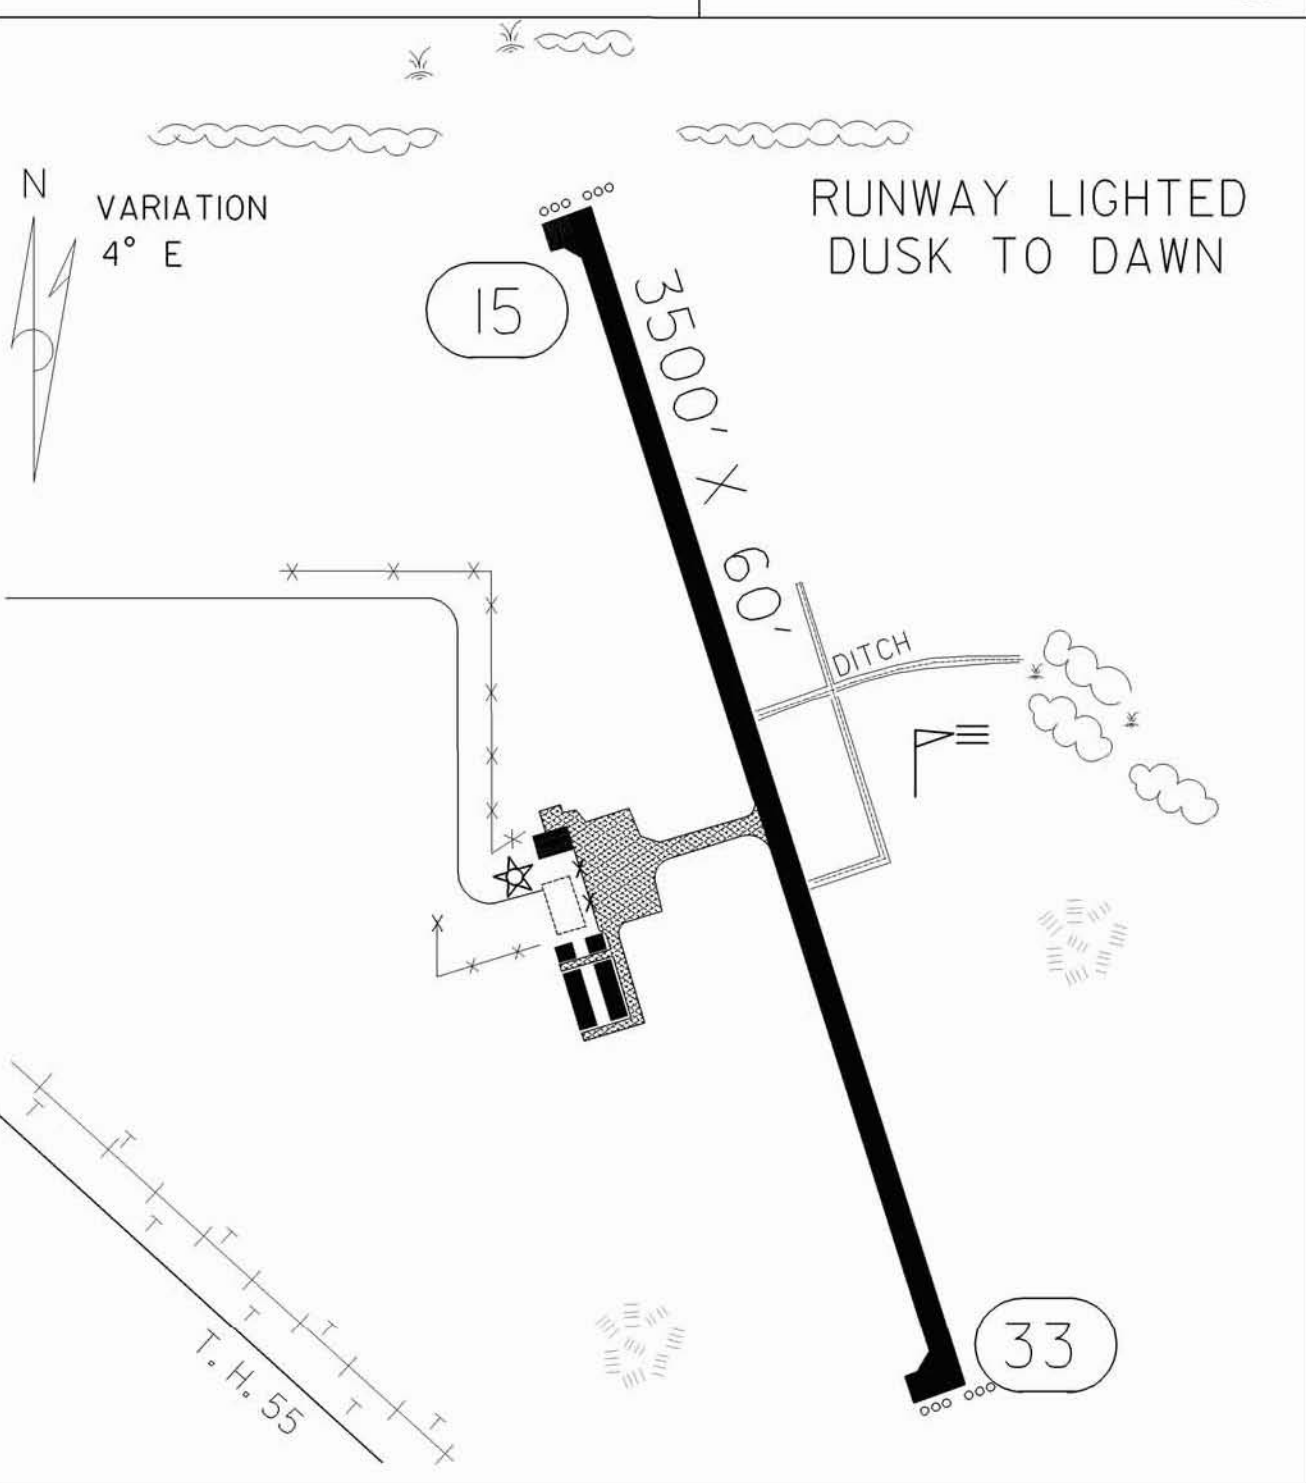 N
VARIATION
4° E
RUNWAY LIGHTED
DUSK TO DAWN
15
3500' X 60'
DITCH
T
T
T
T
T
T
T
T
T
T.H. 55
33